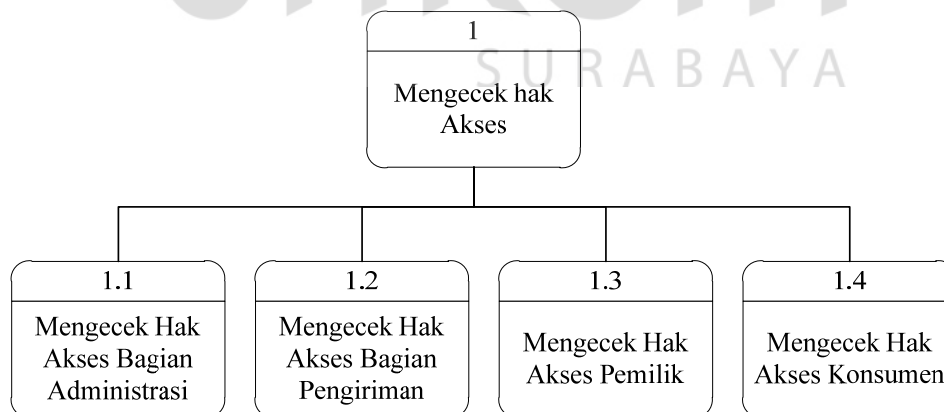 SURABAYA
1
Mengecek hak
Akses
1.1
Mengecek Hak
Akses Bagian
Administrasi
1.2
Mengecek Hak
Akses Bagian
Pengiriman
1.3
Mengecek Hak
Akses Pemilik
1.4
Mengecek Hak
Akses Konsumen